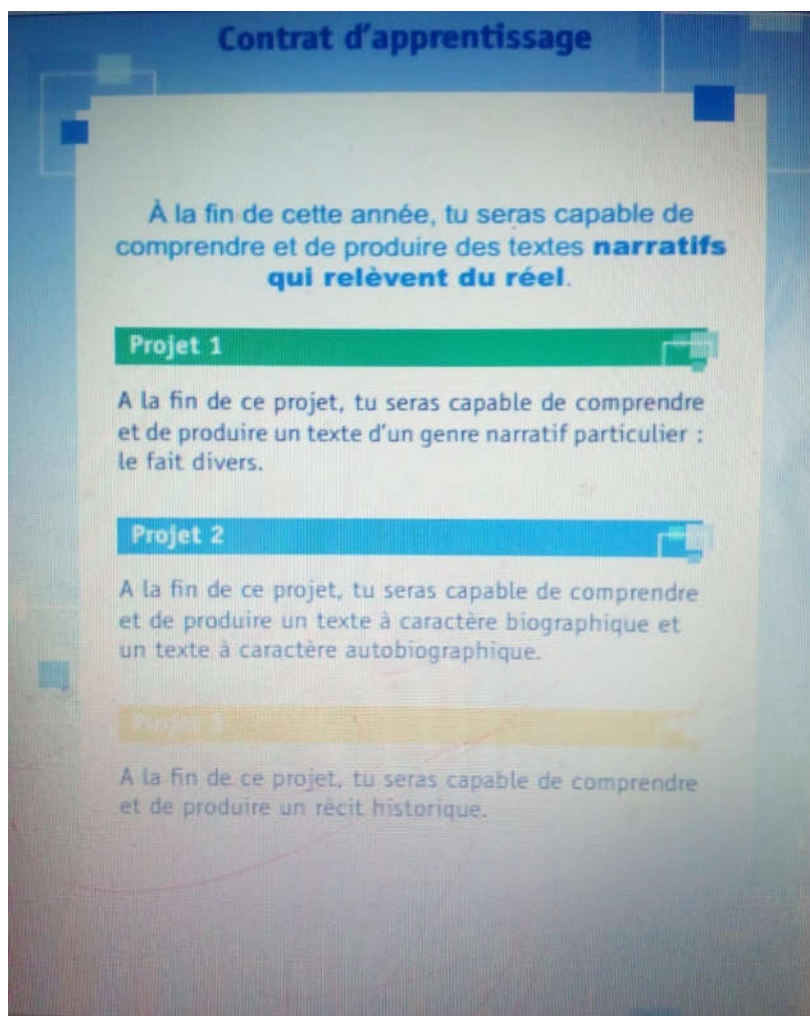 Contrat d'apprentissage
À la fin de cette année, tu seras capable de
comprendre et de produire des textes narratifs
qui relèvent du réel.
Projet 1
A la fin de ce projet, tu seras capable de comprendre
et de produire un texte d'un genre narratif particulier :
le fait divers.
Projet 2
A la fin de ce projet, tu seras capable de comprendre
et de produire un texte à caractère biographique et
un texte à caractère autobiographique.
Projet
A la fin de ce projet, tu seras capable de comprendre
et de produire un récit historique.